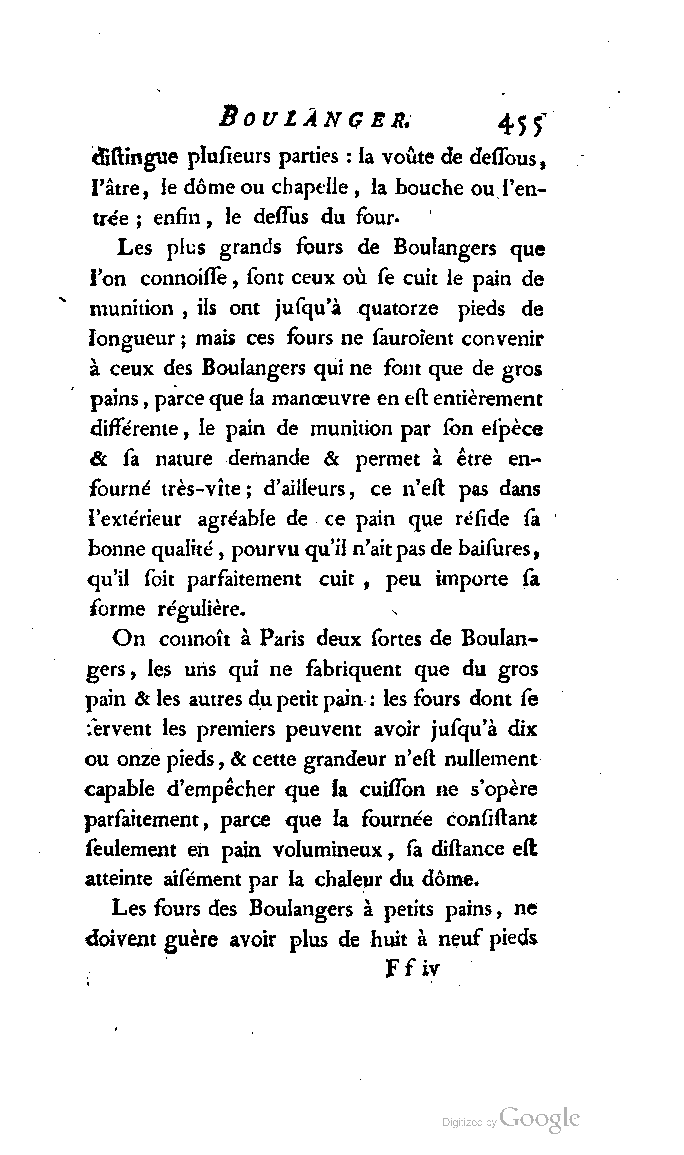 BOULANGER. 455
diſtingue pluſieurs parties : la voûte de deſſous,
l'âtre, le dôme ou chapelle, la bouche ou l'en-
trée ; enfin, le deſſus du four.
Les plus grands fours de Boulangers que
l'on connoiſſe, ſont ceux où ſe cuit le pain de
munition, ils ont juſqu'à quatorze pieds de
longueur ; mais ces fours ne ſauroient convenir
à ceux des Boulangers qui ne font que de gros
pains, parce que la manœuvre en eſt entièrement
différente, le pain de munition par ſon eſpèce
& ſa nature demande & permet à être en-
fourné très-vîte ; d'ailleurs, ce n'eſt pas dans
l'extérieur agréable de ce pain que réſide ſa
bonne qualité, pourvu qu'il n'ait pas de baiſures,
qu'il ſoit parfaitement cuit, peu importe ſa
forme régulière.
On connoît à Paris deux ſortes de Boulan-
gers, les uns qui ne fabriquent que du gros
pain & les autres du petit pain : les fours dont ſe
ſervent les premiers peuvent avoir juſqu'à dix
ou onze pieds, & cette grandeur n'eſt nullement
capable d'empêcher que la cuiſſon ne s'opère
parfaitement, parce que la fournée conſiſtant
ſeulement en pain volumineux, ſa diſtance eſt
atteinte aiſément par la chaleur du dôme.
Les fours des Boulangers à petits pains, ne
doivent guère avoir plus de huit à neuf pieds
F f iv
Digitized by Google